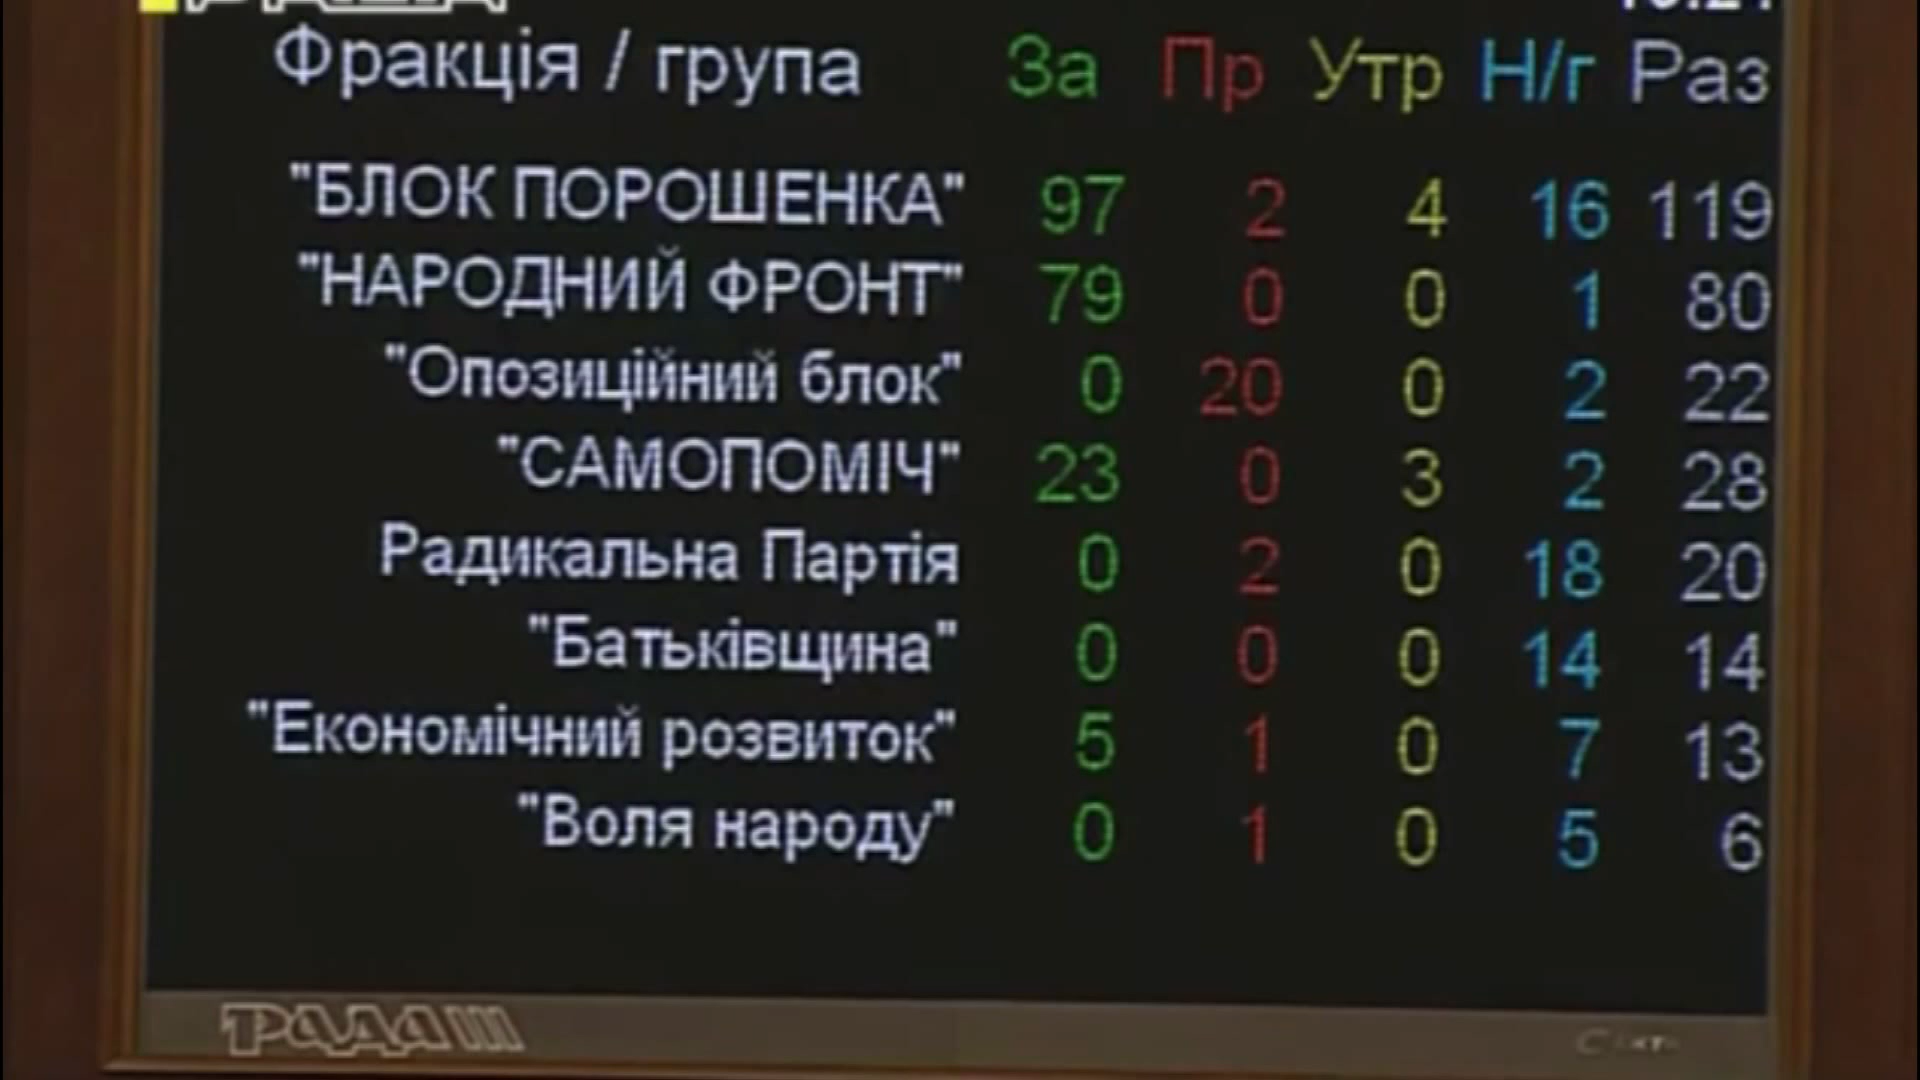 Фракція / група За Пр Утр Н/г Раз
"БЛОК ПОРОШЕНКА" 97 2 4 16 119
"НАРОДНИЙ ФРОНТ" 79 0 0 1 80
"Опозиційний блок" 0 20 0 2 22
"САМОПОМІЧ" 23 0 3 2 28
Радикальна Партія 0 2 0 18 20
"Батьківщина" 0 0 0 14 14
"Економічний розвиток" 5 1 0 7 13
"Воля народу" 0 1 0 5 6
РАДА III